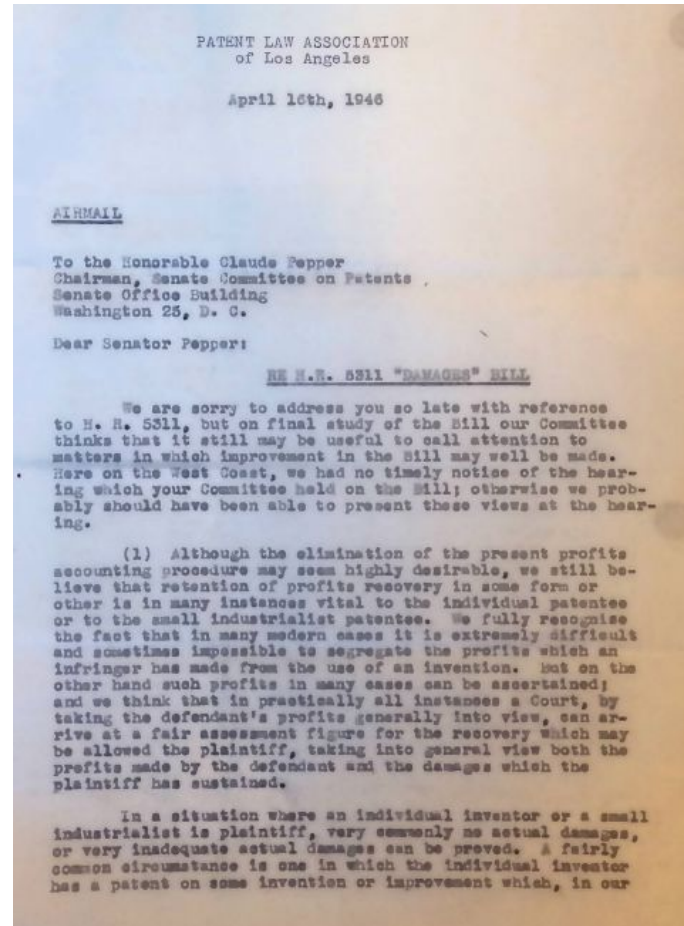 PATENT LAW ASSOCIATION
of Los Angeles
April 16th, 1946
AIRMAIL
To the Honorable Claude Pepper
Chairman, Senate Committee on Patents
Senate Office Building
Washington 25, D. C.
Dear Senator Pepper:
RE H.R. 5311 "DAMAGES" BILL
We are sorry to address you so late with reference
to H. R. 5311, but on final study of the Bill our Committee
thinks that it still may be useful to call attention to
matters in which improvement in the Bill may well be made.
Here on the West Coast, we had no timely notice of the hear-
ing which your Committee held on the Bill; otherwise we prob-
ably should have been able to present these views at the hear-
ing.
(1) Although the elimination of the present profits
accounting procedure may seem highly desirable, we still be-
lieve that retention of profits recovery in some form or
other is in many instances vital to the individual patentee
or to the small industrialist patentee. We fully recognise
the fact that in many modern cases it is extremely difficult
and sometimes impossible to segregate the profits which an
infringer has made from the use of an invention. But on the
other hand such profits in many cases can be ascertained;
and we think that in practically all instances a Court, by
taking the defendant's profits generally into view, can ar-
rive at a fair assessment figure for the recovery which may
be allowed the plaintiff, taking into general view both the
profits made by the defendant and the damages which the
plaintiff has sustained.
In a situation where an individual inventor or a small
industrialist is plaintiff, very commonly no actual damages,
or very inadequate actual damages can be proved. A fairly
common circumstance is one in which the individual inventor
has a patent on some invention or improvement which, in our